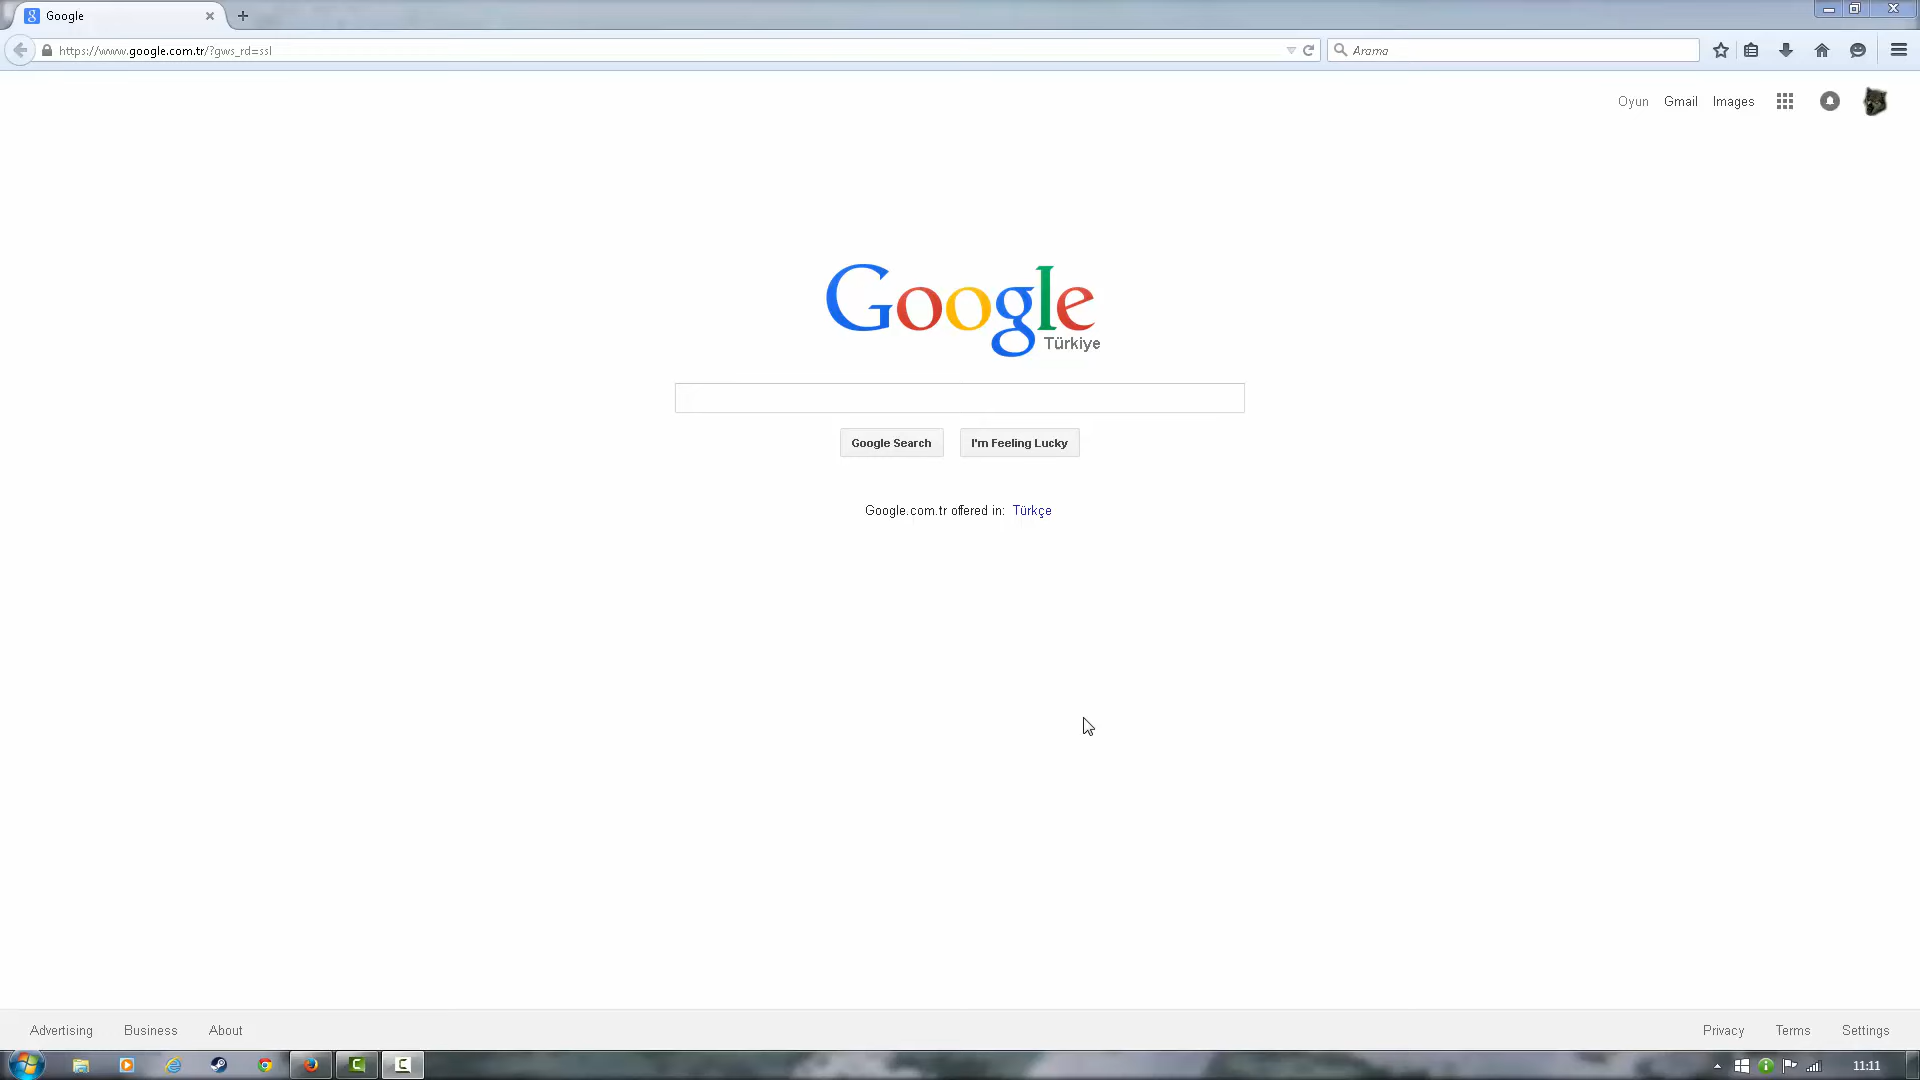 Google
https://www.google.com.tr/?gws_rd=ssl
Arama
Oyun Gmail Images
Google
Türkiye
Google Search I'm Feeling Lucky
Google.com.tr offered in: Türkçe
Advertising Business About Privacy Terms Settings
11:11